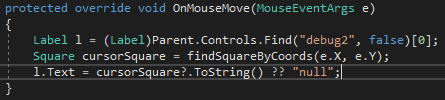 protected override void OnMouseMove(MouseEventArgs e)
{
Label l = (Label)Parent.Controls.Find("debug2", false)[0];
Square cursorSquare = findSquareByCoords(e.X, e.Y);
l.Text = cursorSquare?.ToString() ?? "null";
}